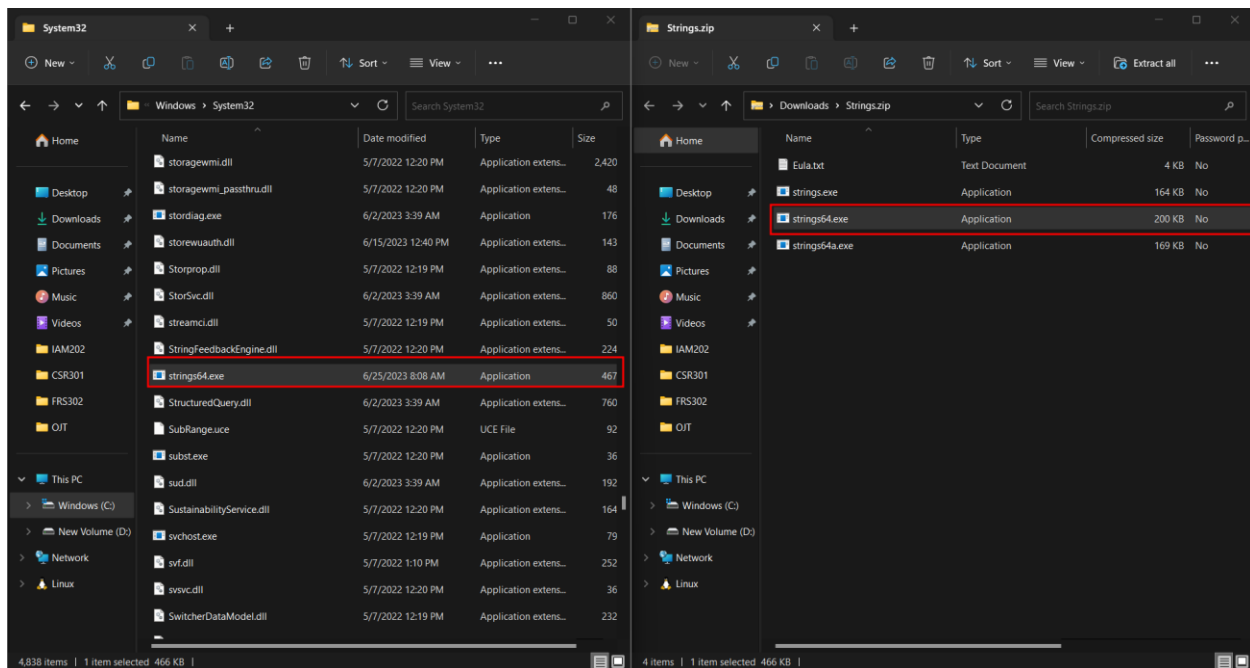 System32
New Sort View
Windows › System32 Search System32
Home
Desktop
Downloads
Documents
Pictures
Music
Videos
IAM202
CSR301
FRS302
OJT
This PC
Windows (C:)
New Volume (D:)
Network
Linux
Name Date modified Type Size
storagewmi.dll 5/7/2022 12:20 PM Application extens... 2,420
storagewmi_passthru.dll 5/7/2022 12:20 PM Application extens... 48
stordiag.exe 6/2/2023 3:39 AM Application 176
storewuauth.dll 6/15/2023 12:40 PM Application extens... 143
Storprop.dll 5/7/2022 12:19 PM Application extens... 88
StorSvc.dll 6/2/2023 3:39 AM Application extens... 860
streamci.dll 5/7/2022 12:19 PM Application extens... 50
StringFeedbackEngine.dll 5/7/2022 12:20 PM Application extens... 224
strings64.exe 6/25/2023 8:08 AM Application 467
StructuredQuery.dll 6/2/2023 3:39 AM Application extens... 760
SubRange.uce 5/7/2022 12:20 PM UCE File 92
subst.exe 5/7/2022 12:20 PM Application 36
sud.dll 6/2/2023 3:39 AM Application extens... 192
SustainabilityService.dll 5/7/2022 12:20 PM Application extens... 164
svchost.exe 5/7/2022 12:19 PM Application 79
svf.dll 5/7/2022 1:10 PM Application extens... 252
svsvc.dll 5/7/2022 12:20 PM Application extens... 36
SwitcherDataModel.dll 5/7/2022 12:19 PM Application extens... 232
4,838 items | 1 item selected 466 KB |
Strings.zip
New Sort View Extract all
Downloads › Strings.zip Search Strings.zip
Home
Desktop
Downloads
Documents
Pictures
Music
Videos
IAM202
CSR301
FRS302
OJT
This PC
Windows (C:)
New Volume (D:)
Network
Linux
Name Type Compressed size Password p...
Eula.txt Text Document 4 KB No
strings.exe Application 164 KB No
strings64.exe Application 200 KB No
strings64a.exe Application 169 KB No
4 items | 1 item selected 466 KB |